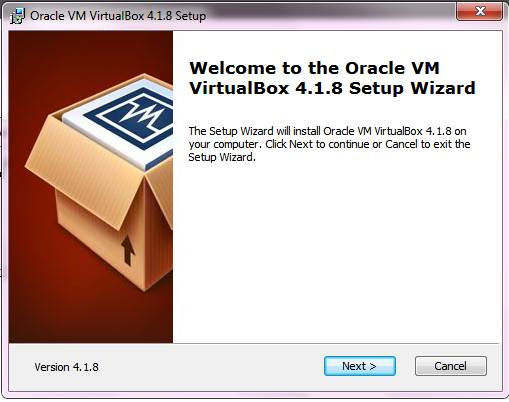 Oracle VM VirtualBox 4.1.8 Setup
Welcome to the Oracle VM
VirtualBox 4.1.8 Setup Wizard
The Setup Wizard will install Oracle VM VirtualBox 4.1.8 on
your computer. Click Next to continue or Cancel to exit the
Setup Wizard.
Version 4.1.8
Next >
Cancel